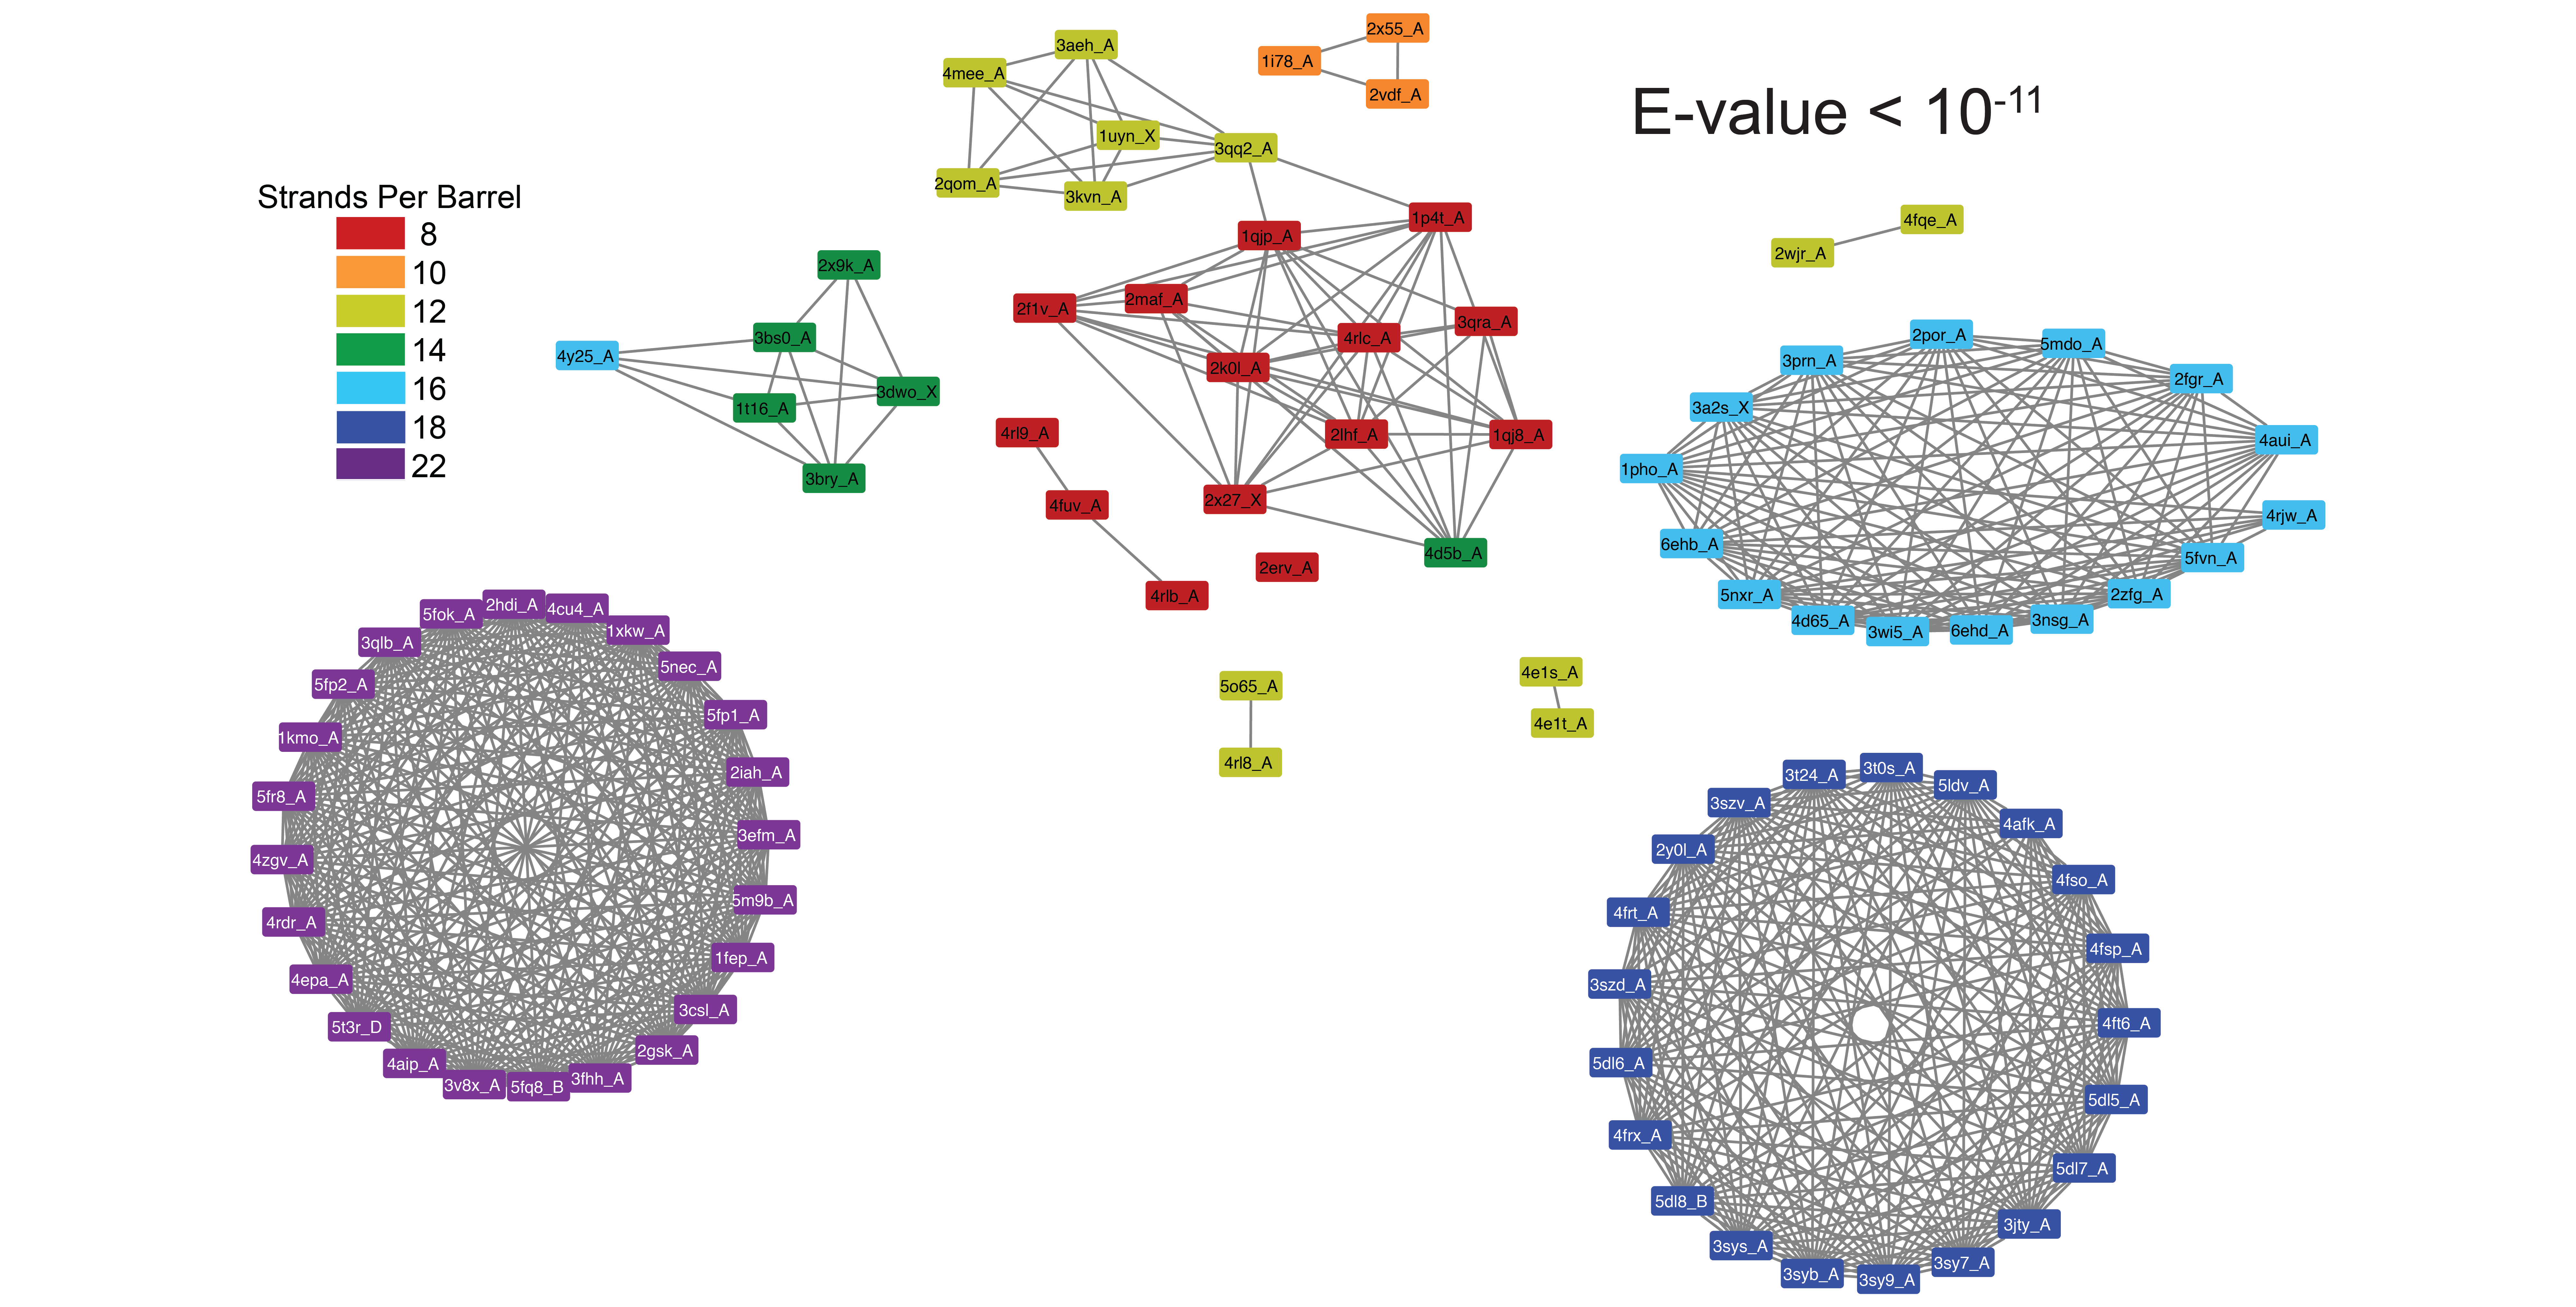 E-value < 10-11
Strands Per Barrel
8
10
12
14
16
18
22
3aeh_A
4mee_A
1uyn_X
3qq2_A
2qom_A
3kvn_A
2x55_A
1i78_A
2vdf_A
4fqe_A
2wjr_A
2x9k_A
3bs0_A
4y25_A
3dwo_X
1t16_A
3bry_A
1p4t_A
1qjp_A
2maf_A
2f1v_A
3qra_A
4rlc_A
2k0l_A
2lhf_A
1qj8_A
2x27_X
4d5b_A
4rl9_A
4fuv_A
4rlb_A
2erv_A
2por_A
5mdo_A
3prn_A
2fgr_A
3a2s_X
4aui_A
1pho_A
4rjw_A
6ehb_A
5fvn_A
5nxr_A
2zfg_A
4d65_A
3wi5_A
6ehd_A
3nsg_A
5o65_A
4rl8_A
4e1s_A
4e1t_A
2hdi_A
4cu4_A
5fok_A
1xkw_A
3qlb_A
5nec_A
5fp2_A
5fp1_A
1kmo_A
2iah_A
5fr8_A
3efm_A
4zgv_A
5m9b_A
4rdr_A
1fep_A
4epa_A
3csl_A
5t3r_D
2gsk_A
4aip_A
3v8x_A
5fq8_B
3fhh_A
3t0s_A
3t24_A
5ldv_A
3szv_A
4afk_A
2y0l_A
4fso_A
4frt_A
4fsp_A
3szd_A
4ft6_A
5dl6_A
5dl5_A
4frx_A
5dl7_A
5dl8_B
3jty_A
3sys_A
3sy7_A
3syb_A
3sy9_A